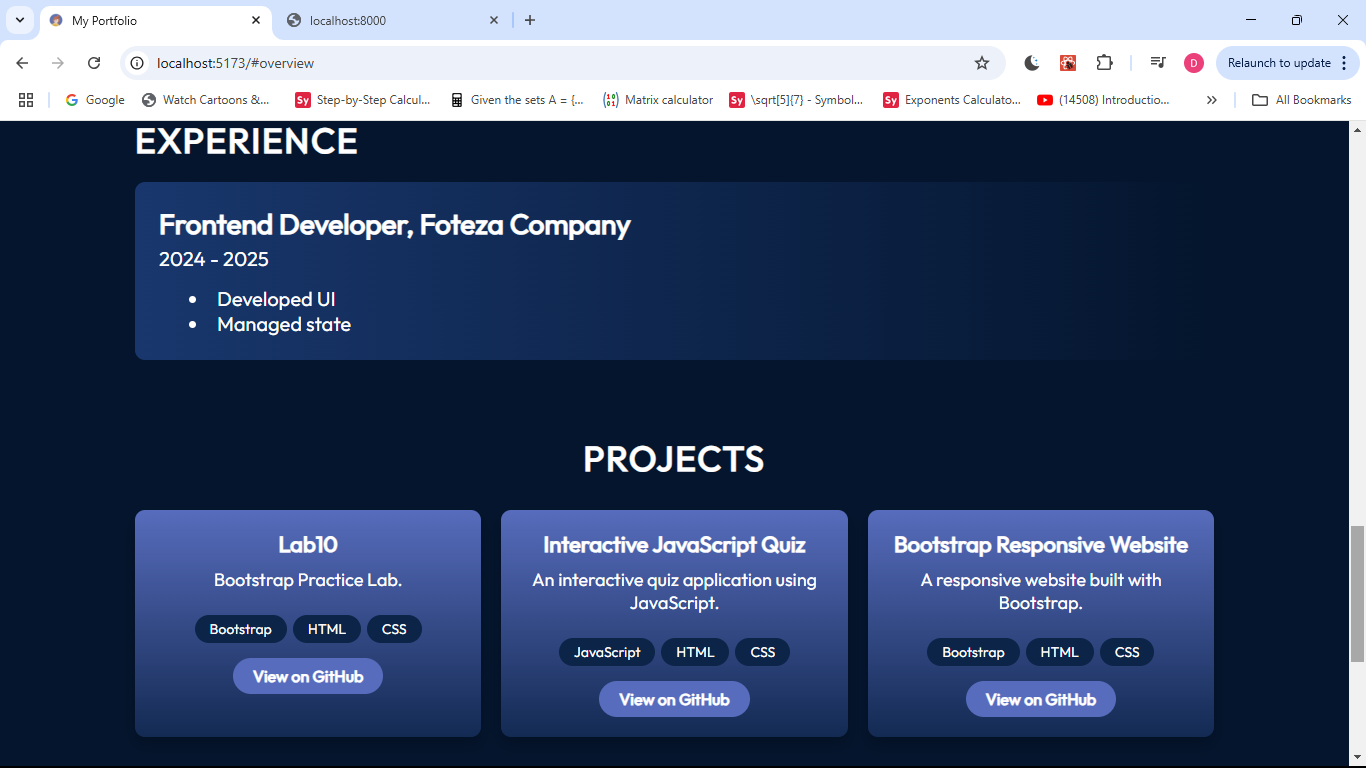 My Portfolio
localhost:8000
localhost:5173/#overview
D
Relaunch to update
Google
Watch Cartoons &...
Sy
Step-by-Step Calcul...
Given the sets A = {...
Matrix calculator
Sy
\sqrt[5]{7} - Symbol...
Sy
Exponents Calculato...
(14508) Introductio...
All Bookmarks
EXPERIENCE
Frontend Developer, Foteza Company
2024 - 2025
Developed UI
Managed state
PROJECTS
Lab10
Bootstrap Practice Lab.
Bootstrap
HTML
CSS
View on GitHub
Interactive JavaScript Quiz
An interactive quiz application using
JavaScript.
JavaScript
HTML
CSS
View on GitHub
Bootstrap Responsive Website
A responsive website built with
Bootstrap.
Bootstrap
HTML
CSS
View on GitHub